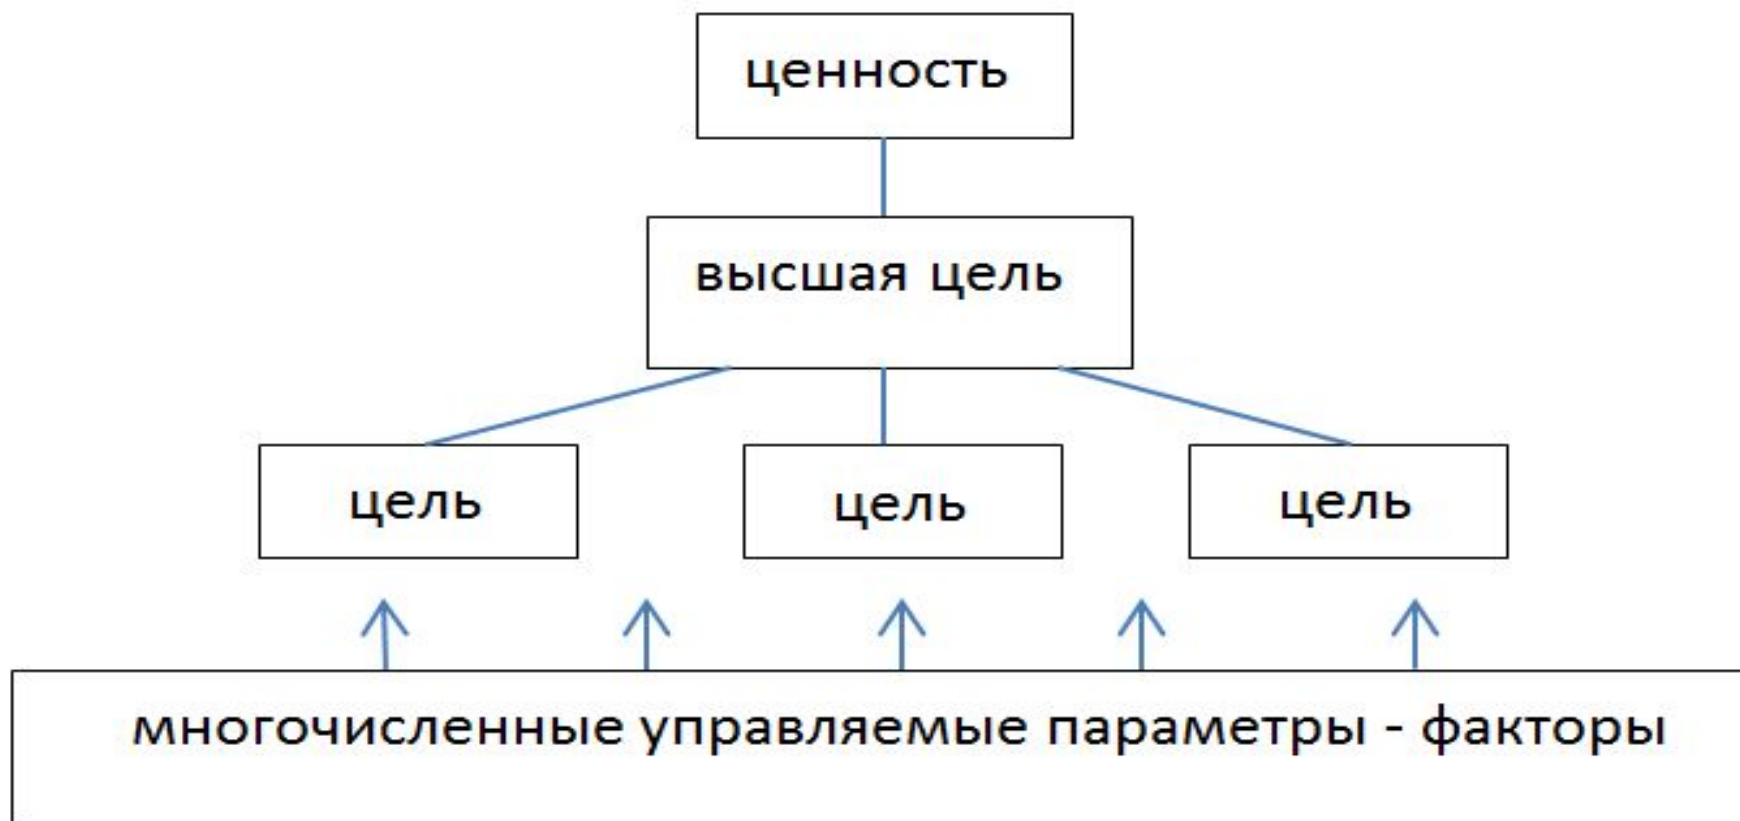 ценность
высшая цель
цель
цель
цель
многочисленные управляемые параметры - факторы